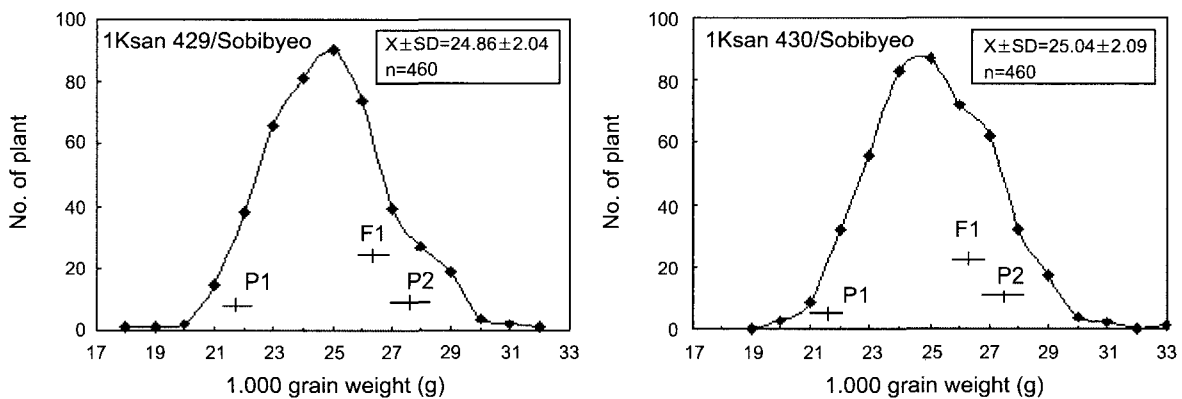 1Ksan 429/Sobibyeo
X±SD=24.86±2.04
n=460
100
80
60
40
20
0
No. of plant
P1
F1
P2
17 19 21 23 25 27 29 31 33
1.000 grain weight (g)
1Ksan 430/Sobibyeo
X±SD=25.04±2.09
n=460
100
80
60
40
20
0
No. of plant
P1
F1
P2
17 19 21 23 25 27 29 31 33
1.000 grain weight (g)